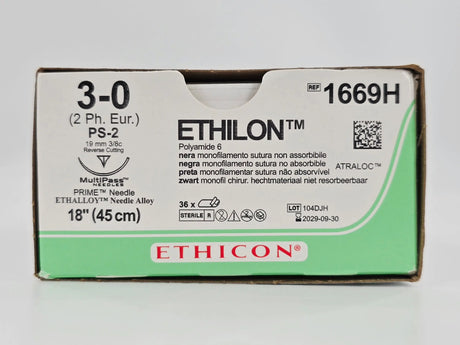 3-0
(2 Ph. Eur.)
PS-2
19 mm 3/8c
Reverse Cutting
MultiPass™
NEEDLES
PRIME™ Needle
ETHALLOY™ Needle Alloy
18" (45 cm)
REF 1669H
ETHILON™
Polyamide 6
nera monofilamento sutura non assorbibile
negra monofilamento sutura no absorbible
preta monofilamento sutura não absorvível
zwart monofil chirur. hechtmateriaal niet resorbeerbaar
ATRALOC™
36 x
STERILE R
LOT 104DJH
2029-09-30
ETHICON®